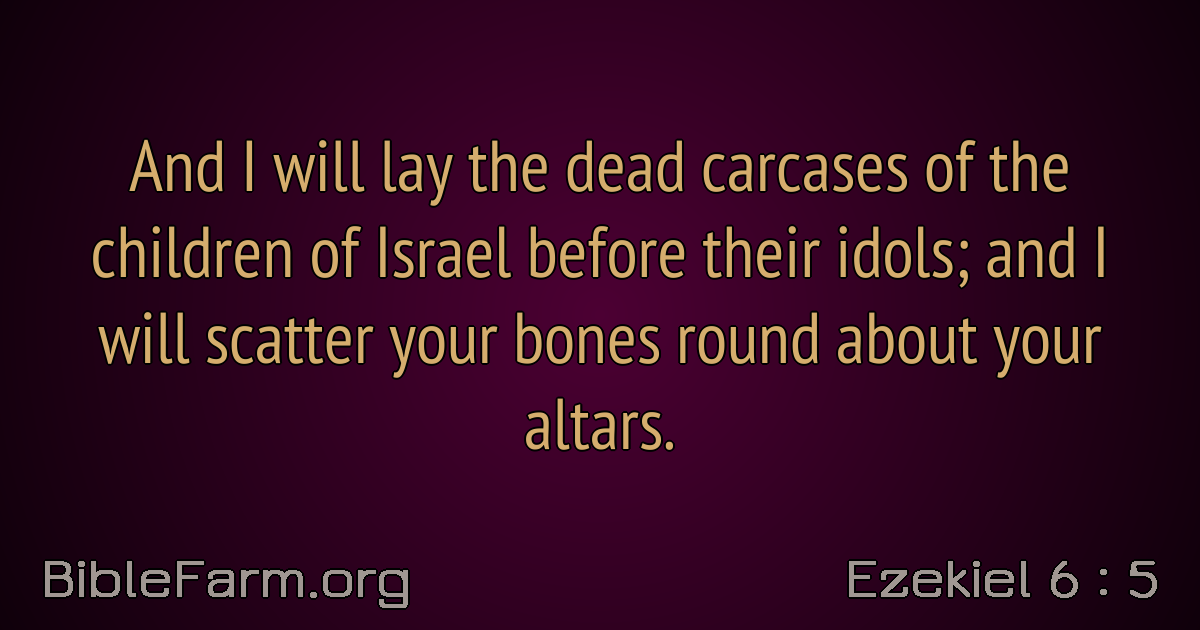 And I will lay the dead carcases of the
children of Israel before their idols; and I
will scatter your bones round about your
altars.
BibleFarm.org
Ezekiel 6 : 5